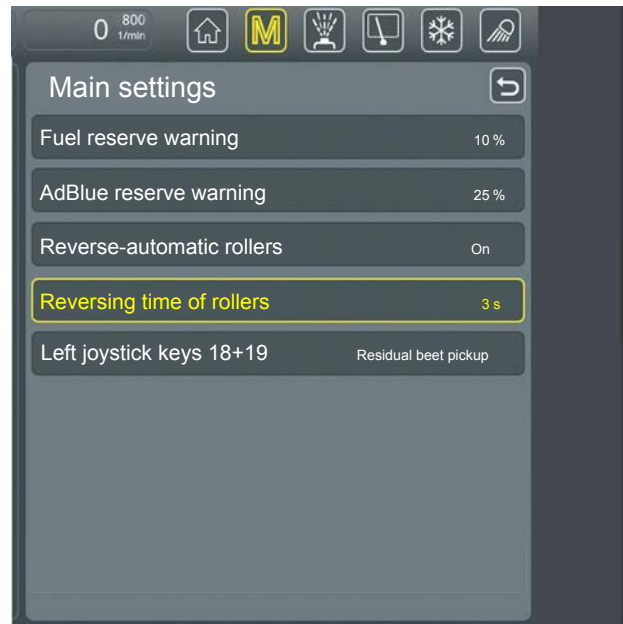 0 800
1/min
M
Main settings
Fuel reserve warning 10 %
AdBlue reserve warning 25 %
Reverse-automatic rollers On
Reversing time of rollers 3 s
Left joystick keys 18+19 Residual beet pickup